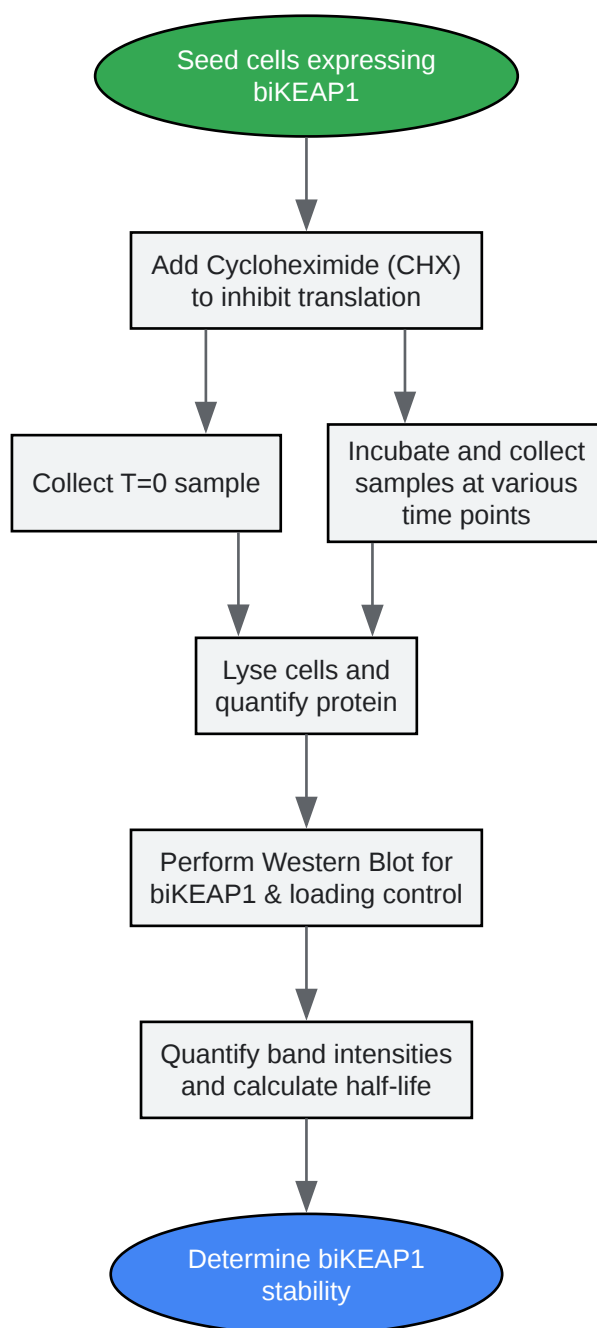 Seed cells expressing
biKEAP1
Add Cycloheximide (CHX)
to inhibit translation
Collect T=0 sample
Incubate and collect
samples at various
time points
Lyse cells and
quantify protein
Perform Western Blot for
biKEAP1 & loading control
Quantify band intensities
and calculate half-life
Determine biKEAP1
stability